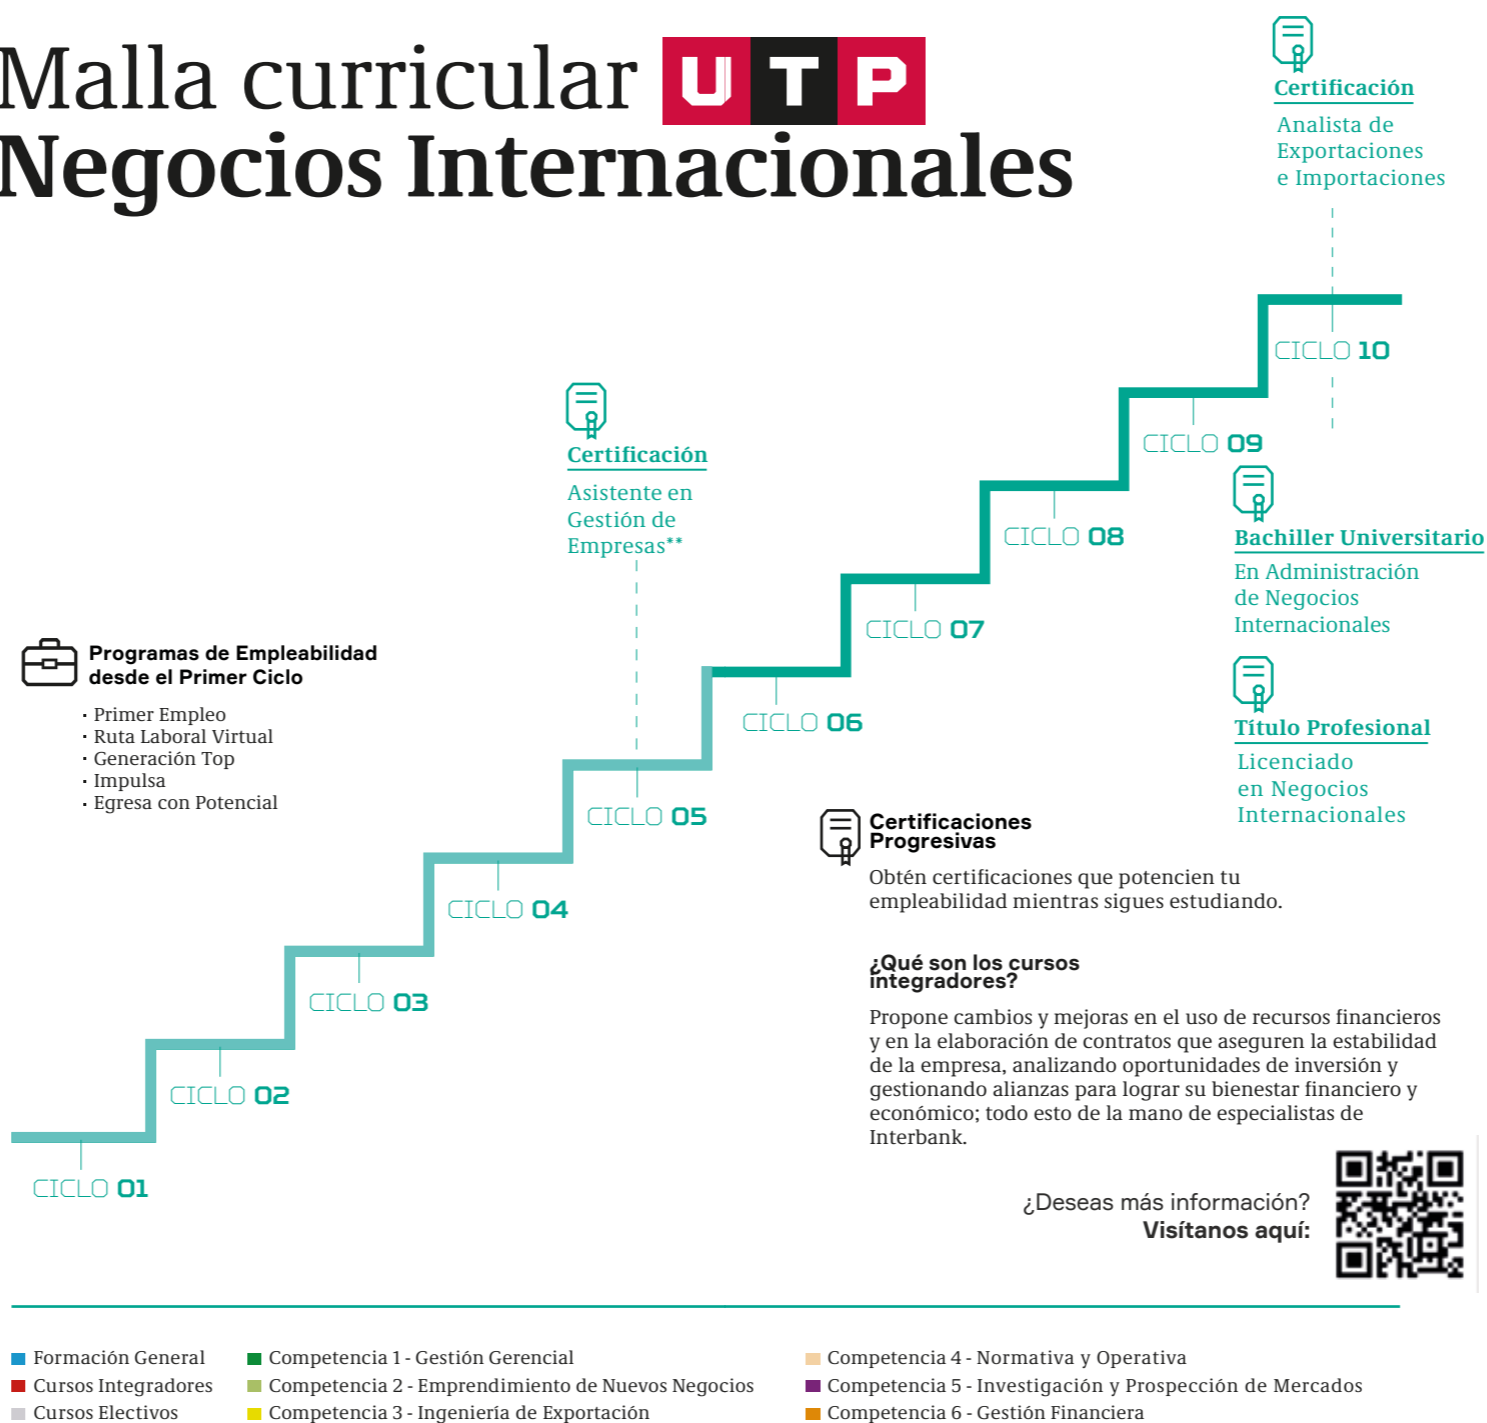 Malla curricular UTP
Negocios Internacionales
Certificación
Analista de
Exportaciones
e Importaciones
CICLO 10
CICLO 09
Certificación
Asistente en
Gestión de
Empresas**
CICLO 08
Bachiller Universitario
En Administración
de Negocios
Internacionales
CICLO 07
Programas de Empleabilidad
desde el Primer Ciclo
· Primer Empleo
· Ruta Laboral Virtual
· Generación Top
· Impulsa
· Egresa con Potencial
CICLO 06
Título Profesional
Licenciado
en Negocios
Internacionales
CICLO 05
Certificaciones
Progresivas
Obtén certificaciones que potencien tu
empleabilidad mientras sigues estudiando.
CICLO 04
¿Qué son los cursos
integradores?
Propone cambios y mejoras en el uso de recursos financieros
y en la elaboración de contratos que aseguren la estabilidad
de la empresa, analizando oportunidades de inversión y
gestionando alianzas para lograr su bienestar financiero y
económico; todo esto de la mano de especialistas de
Interbank.
CICLO 03
CICLO 02
CICLO 01
¿Deseas más información?
Visítanos aquí:
Formación General
Cursos Integradores
Cursos Electivos
Competencia 1 - Gestión Gerencial
Competencia 2 - Emprendimiento de Nuevos Negocios
Competencia 3 - Ingeniería de Exportación
Competencia 4 - Normativa y Operativa
Competencia 5 - Investigación y Prospección de Mercados
Competencia 6 - Gestión Financiera